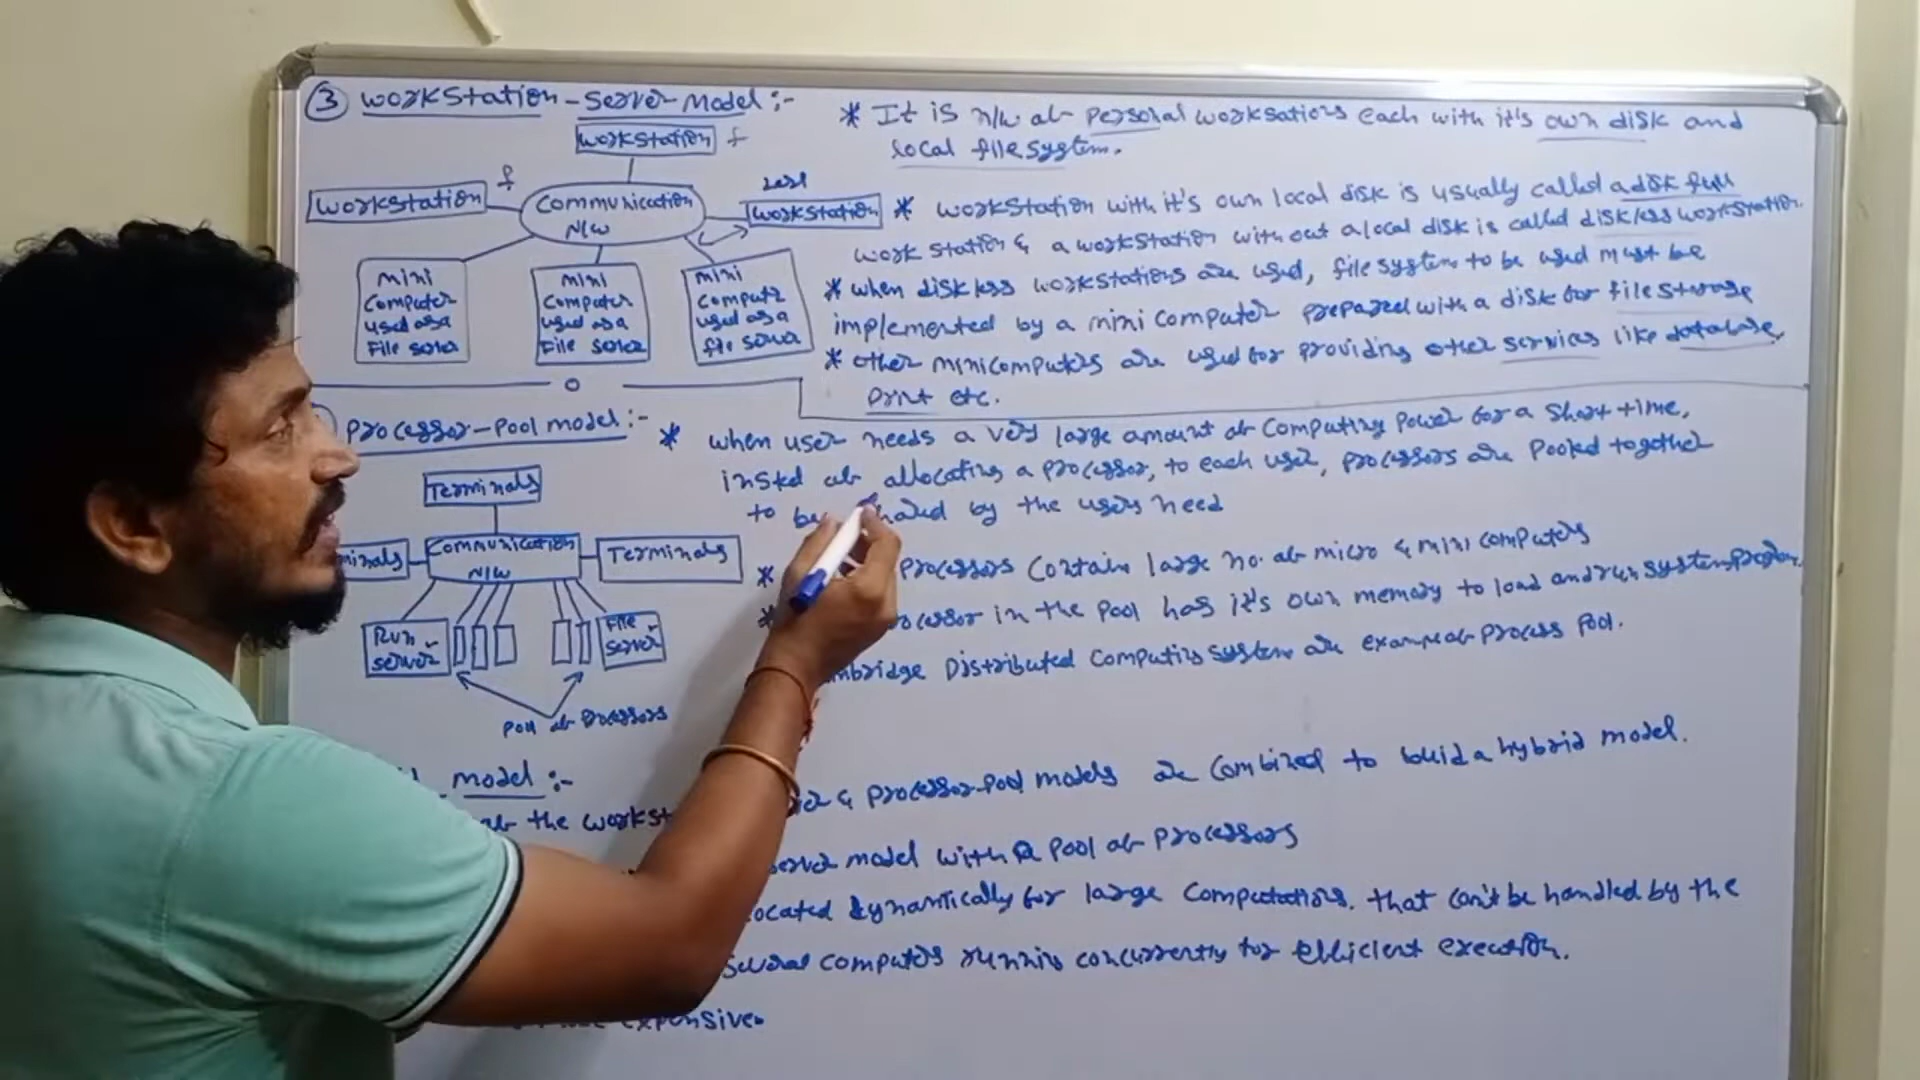 ③ Workstation-Server Model :-
Workstation
Workstation
Communication
N/W
Workstation
Mini
Computer
used as a
File server
Mini
Computer
used as a
File server
Mini
Computer
used as a
file server
* It is n/w of personal worksations each with it's own disk and
local file system.
* Workstation with it's own local disk is usually called a disk full
work station & a workstation without a local disk is called diskless workstation.
* when diskless workstations are used, file system to be used must be
implemented by a mini computer prepared with a disk for file storage
* other minicomputers are used for providing other services like database,
print etc.
Processor-Pool model :-
Terminals
minals
Communication
N/W
Terminals
Run
server
File
server
Pool of Processors
* when user needs a very large amount of computing power for a short time,
insted of allocating a processor, to each user, processors are pooled together
to be shared by the users need
* Processors contain large no. of micro & mini computers
* ocessor in the pool has it's own memory to load and run system program.
mbridge Distributed Computing system are example of process pool.
model :-
of the workst
& Processor-Pool models are combined to build a hybrid model.
server model with a pool of processors
ocated dynamically for large computations. that can't be handled by the
several computers running concurrently for efficient execution.
expensive.